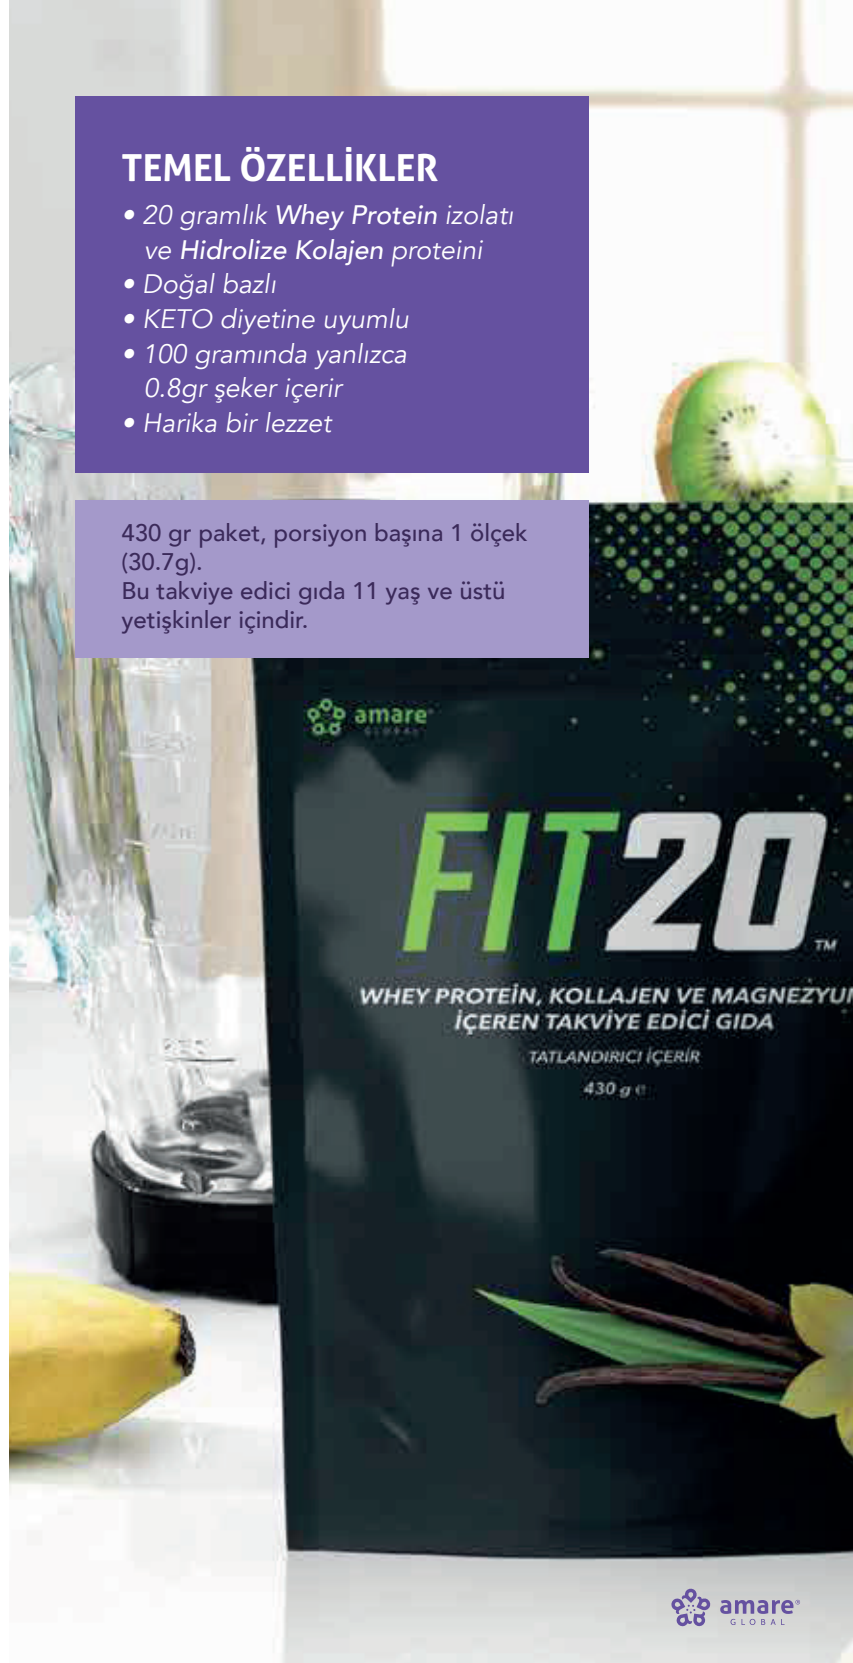 TEMEL ÖZELLİKLER
• 20 gramlık Whey Protein izolatı
ve Hidrolize Kolajen proteini
• Doğal bazlı
• KETO diyetine uyumlu
• 100 gramında yanlızca
0.8gr şeker içerir
• Harika bir lezzet
430 gr paket, porsiyon başına 1 ölçek
(30.7g).
Bu takviye edici gıda 11 yaş ve üstü
yetişkinler içindir.
amare
GLOBAL
FIT20™
WHEY PROTEİN, KOLLAJEN VE MAGNEZYU
İÇEREN TAKVİYE EDİCİ GIDA
TATLANDIRICI İÇERİR
430 g ℮
amare®
GLOBAL